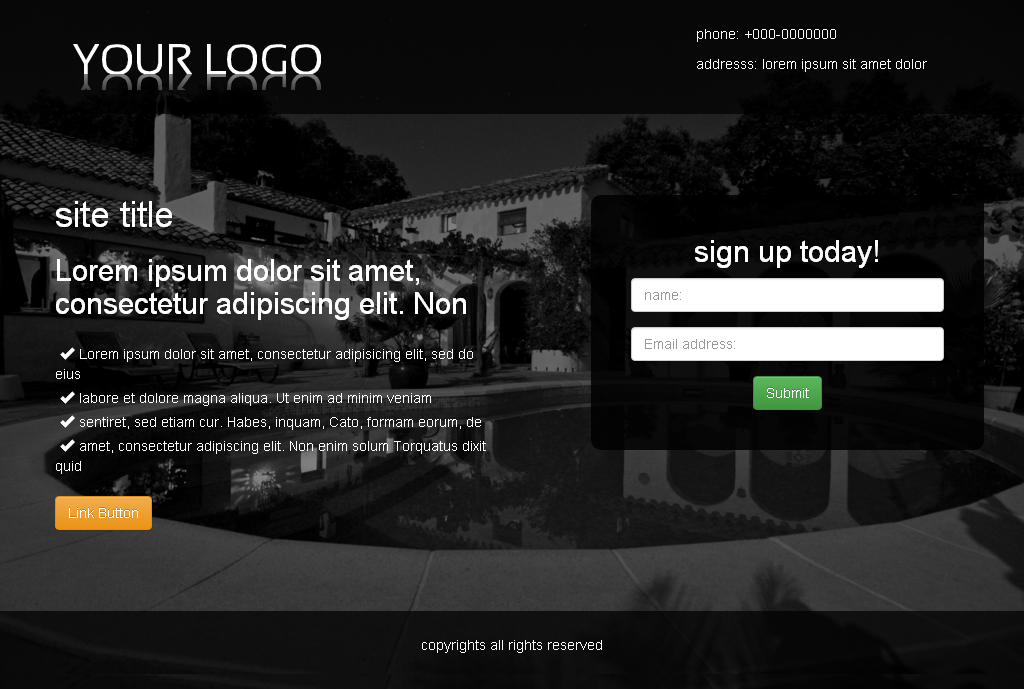 YOUR LOGO
phone: +000-0000000
addresss: lorem ipsum sit amet dolor
site title
Lorem ipsum dolor sit amet,
consectetur adipiscing elit. Non
Lorem ipsum dolor sit amet, consectetur adipisicing elit, sed do
eius
labore et dolore magna aliqua. Ut enim ad minim veniam
sentiret, sed etiam cur. Habes, inquam, Cato, formam eorum, de
amet, consectetur adipiscing elit. Non enim solum Torquatus dixit
quid
Link Button
sign up today!
name:
Email address:
Submit
copyrights all rights reserved